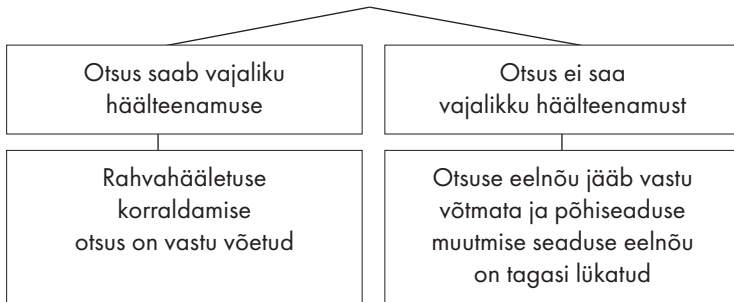 Otsus saab vajaliku
häälteenamuse
Otsus ei saa
vajalikku häälteenamust
Rahvahääletuse
korraldamise
otsus on vastu võetud
Otsuse eelnõu jääb vastu
võtmata ja põhiseaduse
muutmise seaduse eelnõu
on tagasi lükatud